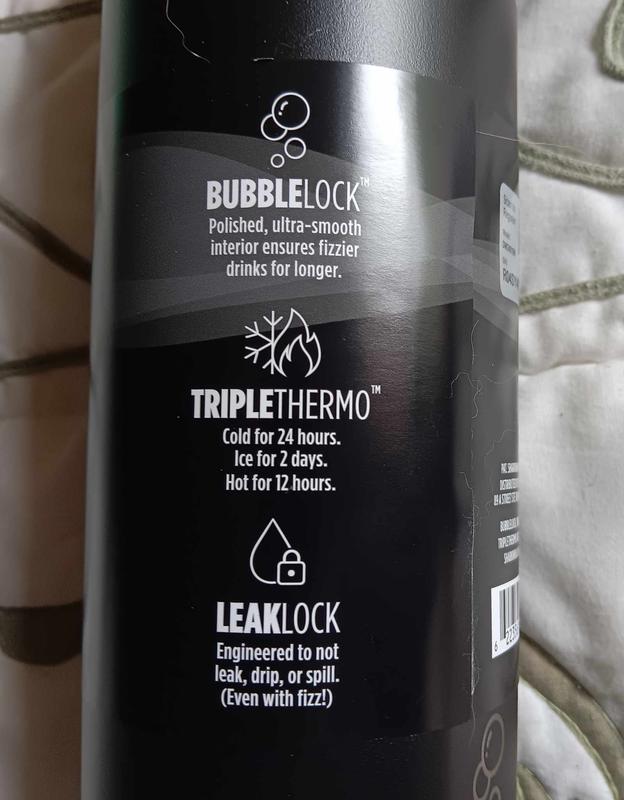 BUBBLELOCK™
Polished, ultra-smooth
interior ensures fizzier
drinks for longer.
TRIPLETHERMO™
Cold for 24 hours.
Ice for 2 days.
Hot for 12 hours.
LEAKLOCK
Engineered to not
leak, drip, or spill.
(Even with fizz!)